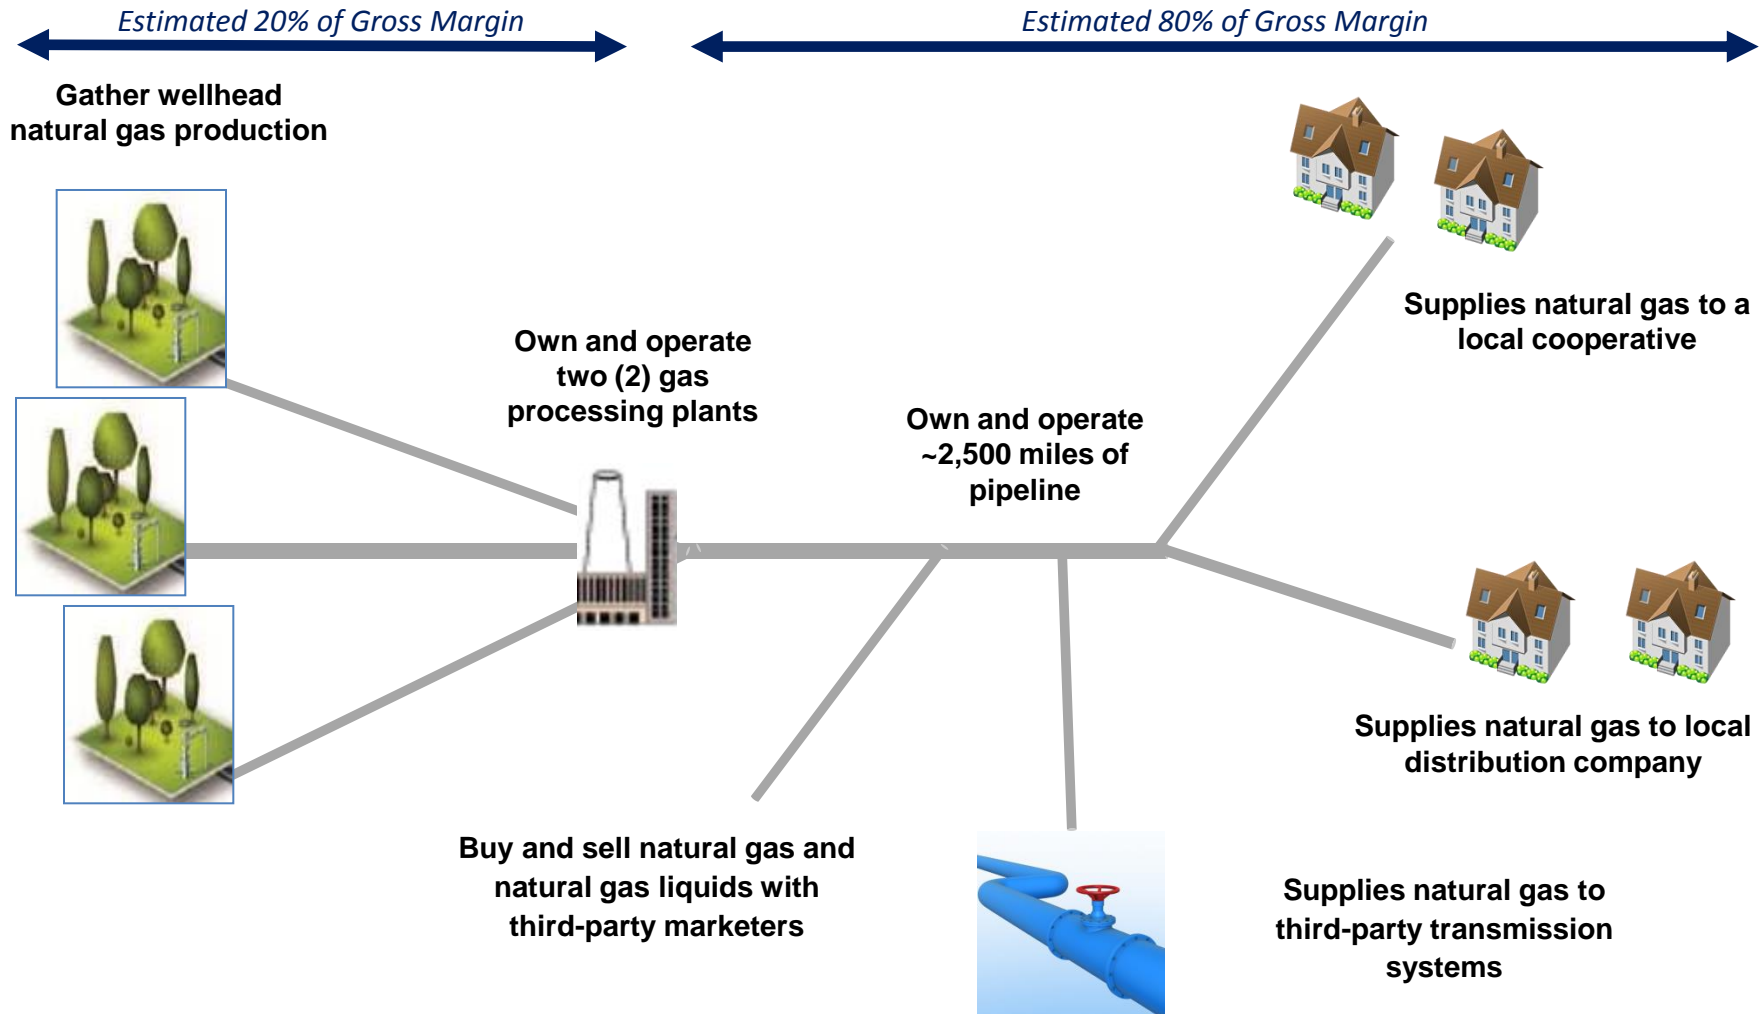 Estimated 20% of Gross Margin
Estimated 80% of Gross Margin
Gather wellhead
natural gas production
Own and operate
two (2) gas
processing plants
Own and operate
~2,500 miles of
pipeline
Supplies natural gas to a
local cooperative
Supplies natural gas to local
distribution company
Buy and sell natural gas and
natural gas liquids with
third-party marketers
Supplies natural gas to
third-party transmission
systems